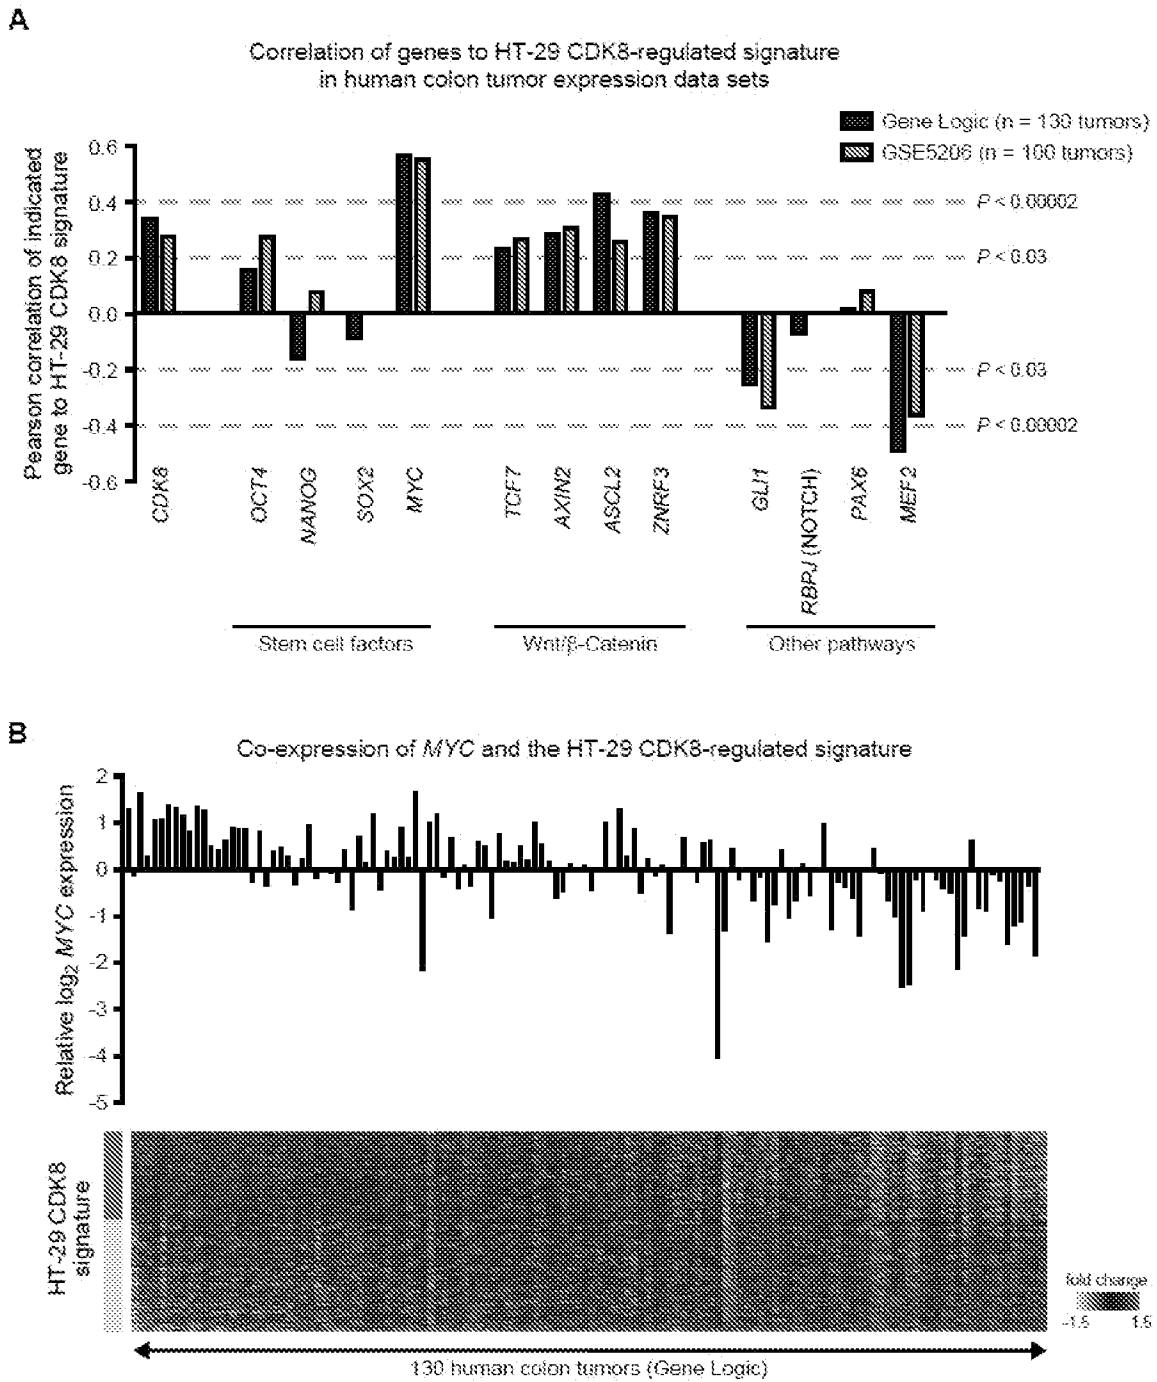 A
Correlation of genes to HT-29 CDK8-regulated signature
in human colon tumor expression data sets
Gene Logic (n = 130 tumors)
GSE5206 (n = 100 tumors)
Pearson correlation of indicated
gene to HT-29 CDK8 signature
0.6
0.4
0.2
0.0
-0.2
-0.4
-0.6
P < 0.00002
P < 0.03
P < 0.03
P < 0.00002
CDK8
OCT4
NANOG
SOX2
MYC
TCF7
AXIN2
ASCL2
ZNRF3
GLI1
RBPJ (NOTCH)
PAX6
MEF2
Stem cell factors
Wnt/β-Catenin
Other pathways
B
Co-expression of MYC and the HT-29 CDK8-regulated signature
Relative log2 MYC expression
2
1
0
-1
-2
-3
-4
-5
HT-29 CDK8
signature
fold change
-1.5 1.5
130 human colon tumors (Gene Logic)